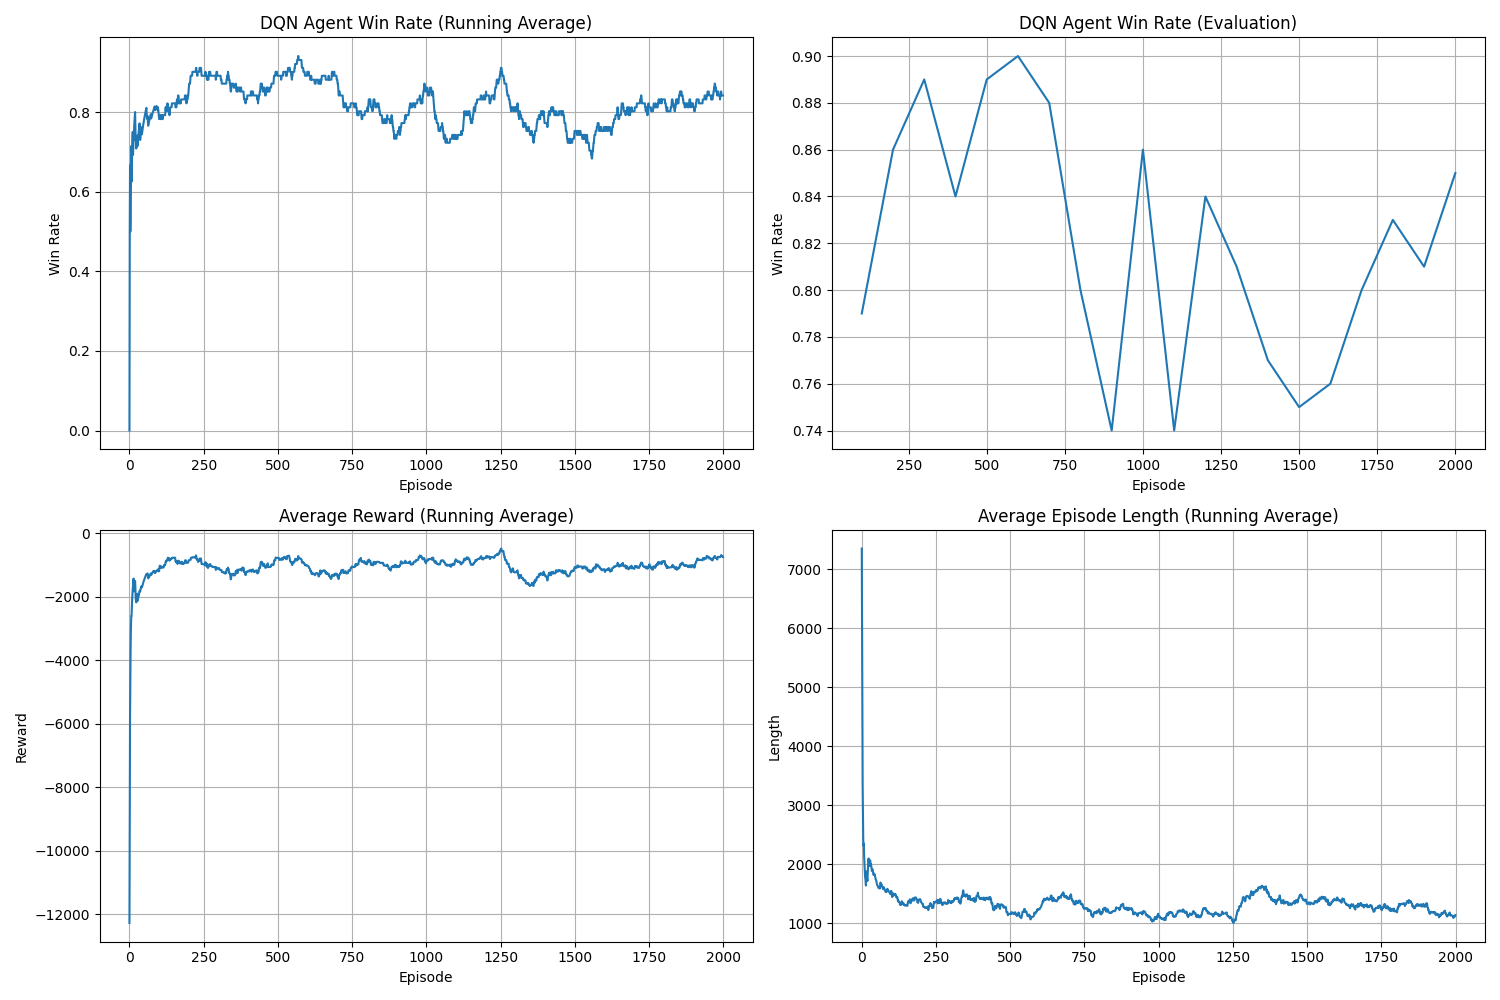 DQN Agent Win Rate (Running Average)
Win Rate
0.8
0.6
0.4
0.2
0.0
0 250 500 750 1000 1250 1500 1750 2000
Episode
DQN Agent Win Rate (Evaluation)
Win Rate
0.90
0.88
0.86
0.84
0.82
0.80
0.78
0.76
0.74
250 500 750 1000 1250 1500 1750 2000
Episode
Average Reward (Running Average)
Reward
0
−2000
−4000
−6000
−8000
−10000
−12000
0 250 500 750 1000 1250 1500 1750 2000
Episode
Average Episode Length (Running Average)
Length
7000
6000
5000
4000
3000
2000
1000
0 250 500 750 1000 1250 1500 1750 2000
Episode